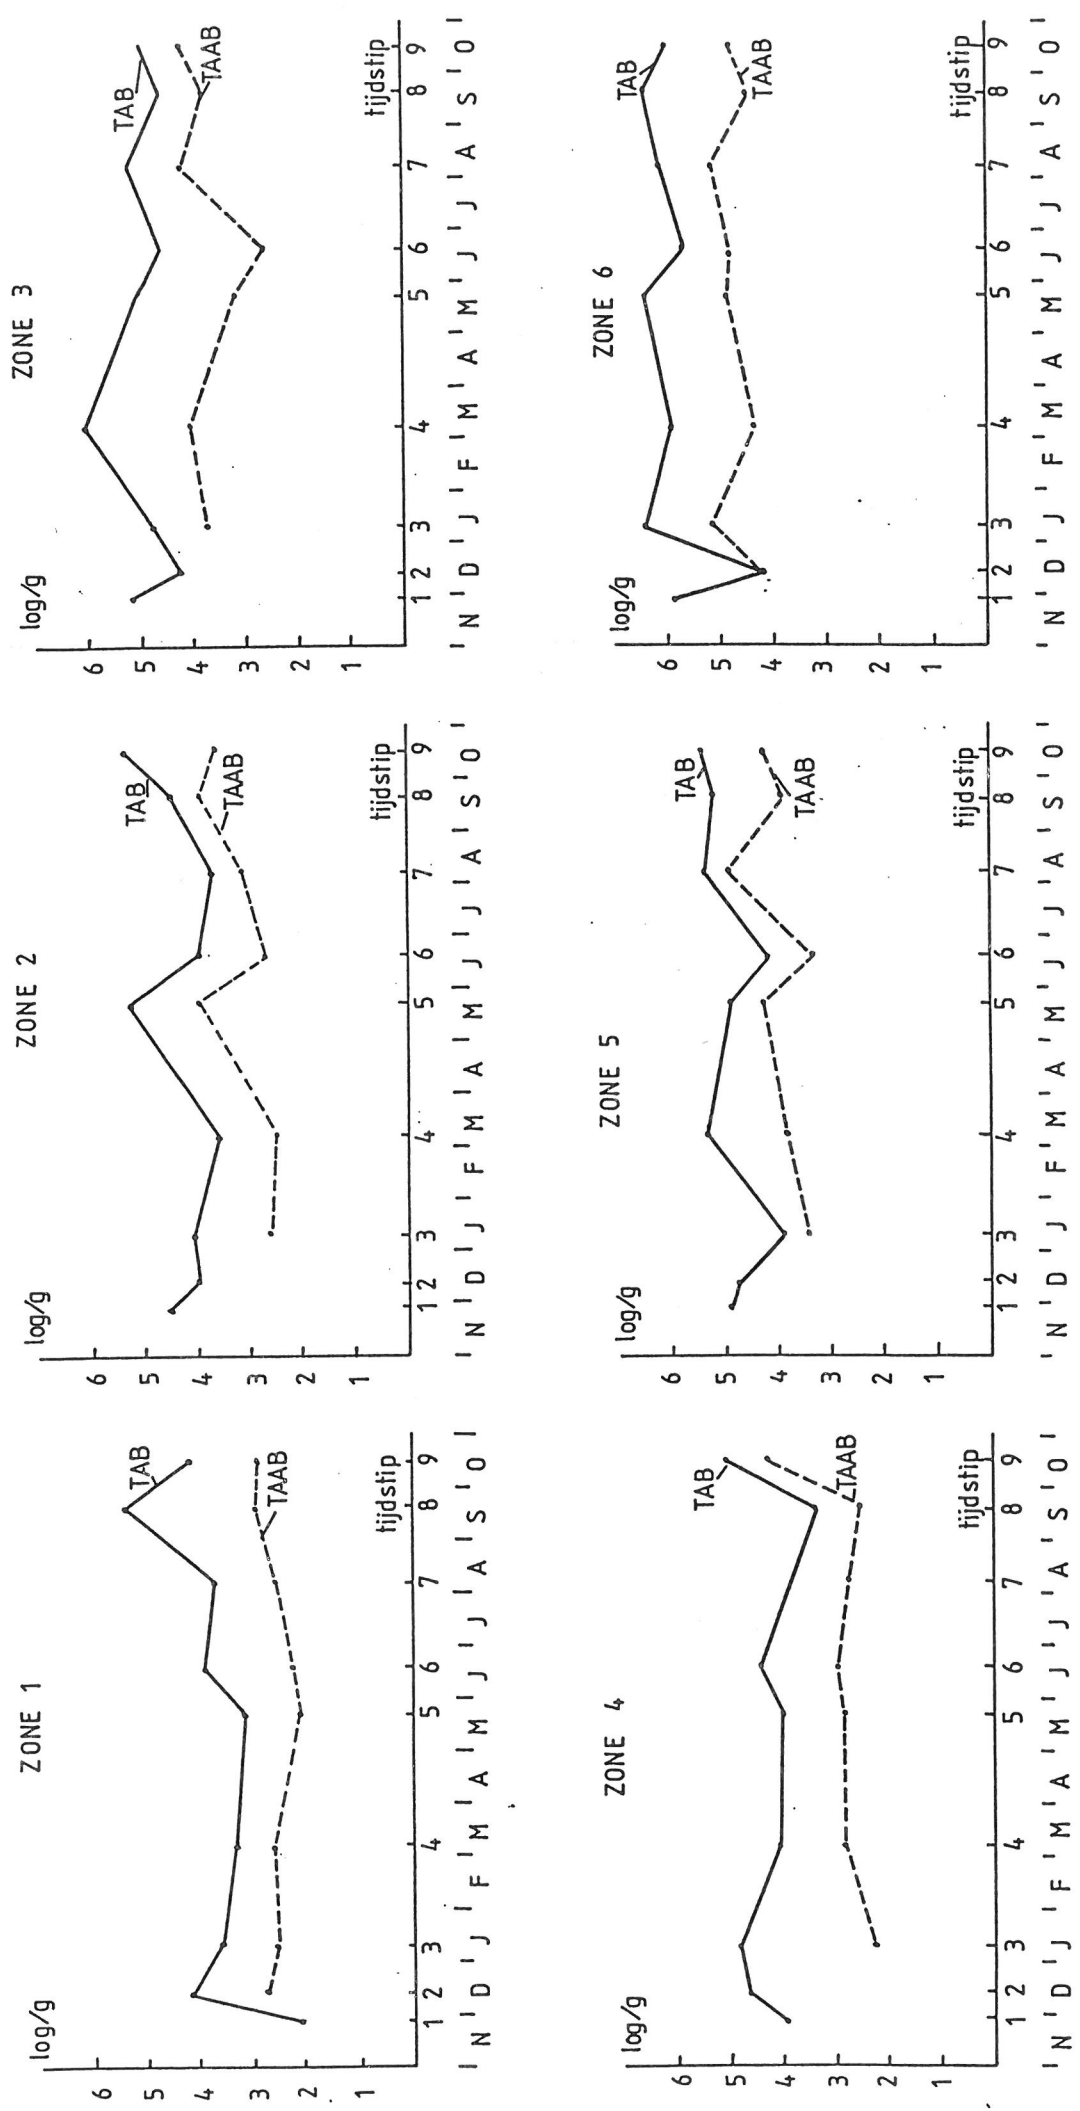 ZONE 1
log/g
6
5
4
3
2
1
TAB
TAAB
tijdstip
1 2 3 4 5 6 7 8 9
N D J F M A M J J A S O
ZONE 2
log/g
6
5
4
3
2
1
TAB
TAAB
tijdstip
1 2 3 4 5 6 7 8 9
N D J F M A M J J A S O
ZONE 3
log/g
6
5
4
3
2
1
TAB
TAAB
tijdstip
1 2 3 4 5 6 7 8 9
N D J F M A M J J A S O
ZONE 4
log/g
6
5
4
3
2
1
TAB
TAAB
tijdstip
1 2 3 4 5 6 7 8 9
N D J F M A M J J A S O
ZONE 5
log/g
6
5
4
3
2
1
TAB
TAAB
tijdstip
1 2 3 4 5 6 7 8 9
N D J F M A M J J A S O
ZONE 6
log/g
6
5
4
3
2
1
TAB
TAAB
tijdstip
1 2 3 4 5 6 7 8 9
N D J F M A M J J A S O